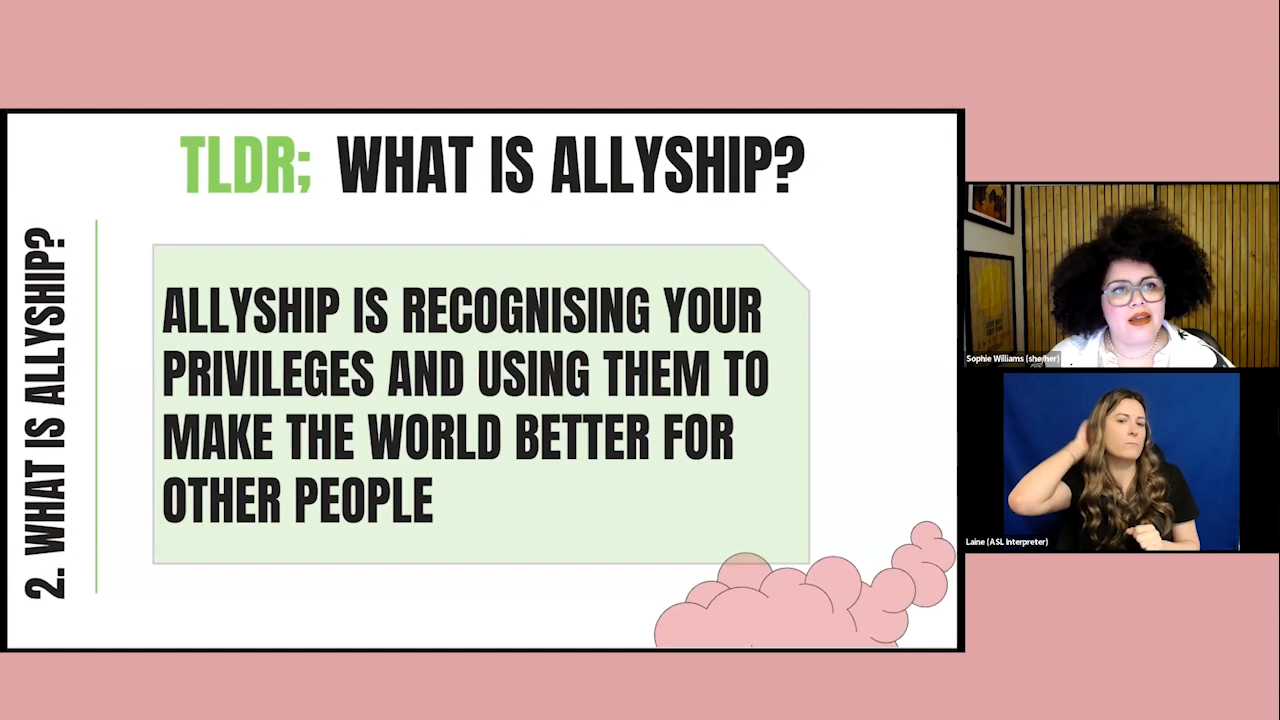 TLDR; WHAT IS ALLYSHIP?
2. WHAT IS ALLYSHIP?
ALLYSHIP IS RECOGNISING YOUR
PRIVILEGES AND USING THEM TO
MAKE THE WORLD BETTER FOR
OTHER PEOPLE
Sophie Williams (she/her)
Laine (ASL Interpreter)